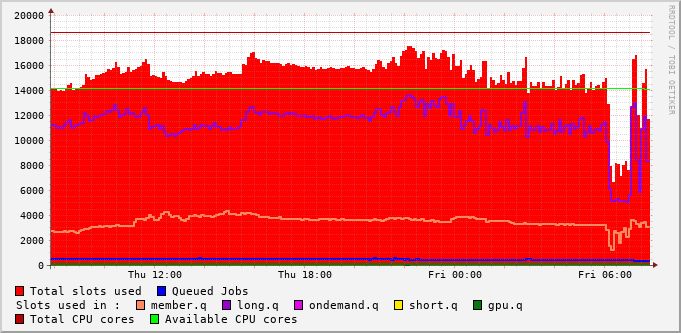 20000
18000
16000
14000
12000
10000
8000
6000
4000
2000
0
Thu 12:00 Thu 18:00 Fri 00:00 Fri 06:00
RRDTOOL / TOBI OETIKER
Total slots used Queued Jobs
Slots used in : member.q long.q ondemand.q short.q gpu.q
Total CPU cores Available CPU cores